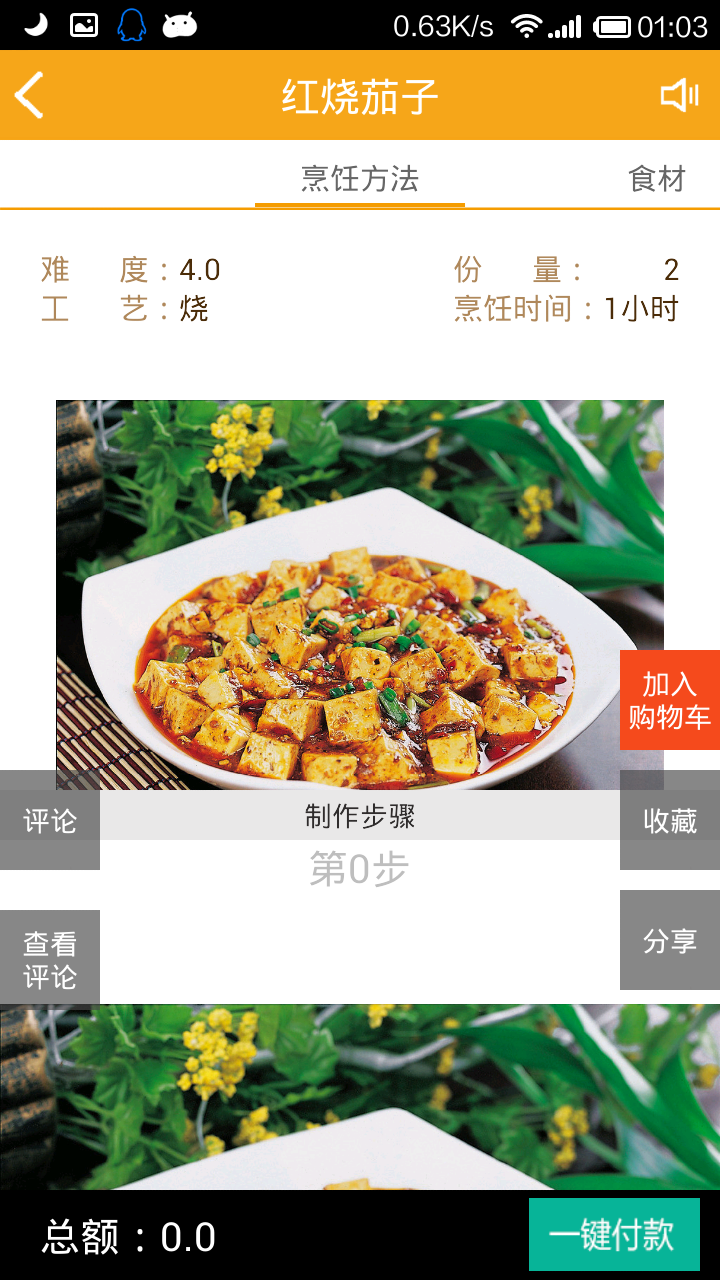 0.63K/s 01:03
红烧茄子
烹饪方法 食材
难 度：4.0 份 量： 2
工 艺：烧 烹饪时间：1小时
加入
购物车
评论
收藏
制作步骤
第0步
查看
评论
分享
总额：0.0
一键付款